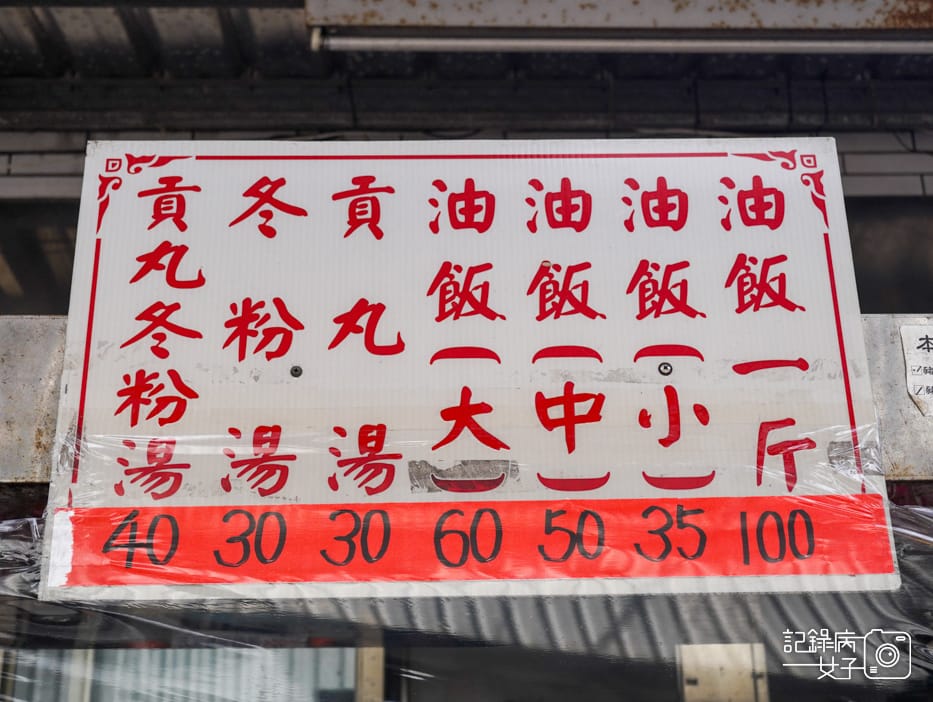 油飯一斤
100
油飯(小)
35
油飯(中)
50
油飯(大)
60
貢丸湯
30
冬粉湯
30
貢丸冬粉湯
40
本
記錄病
女子